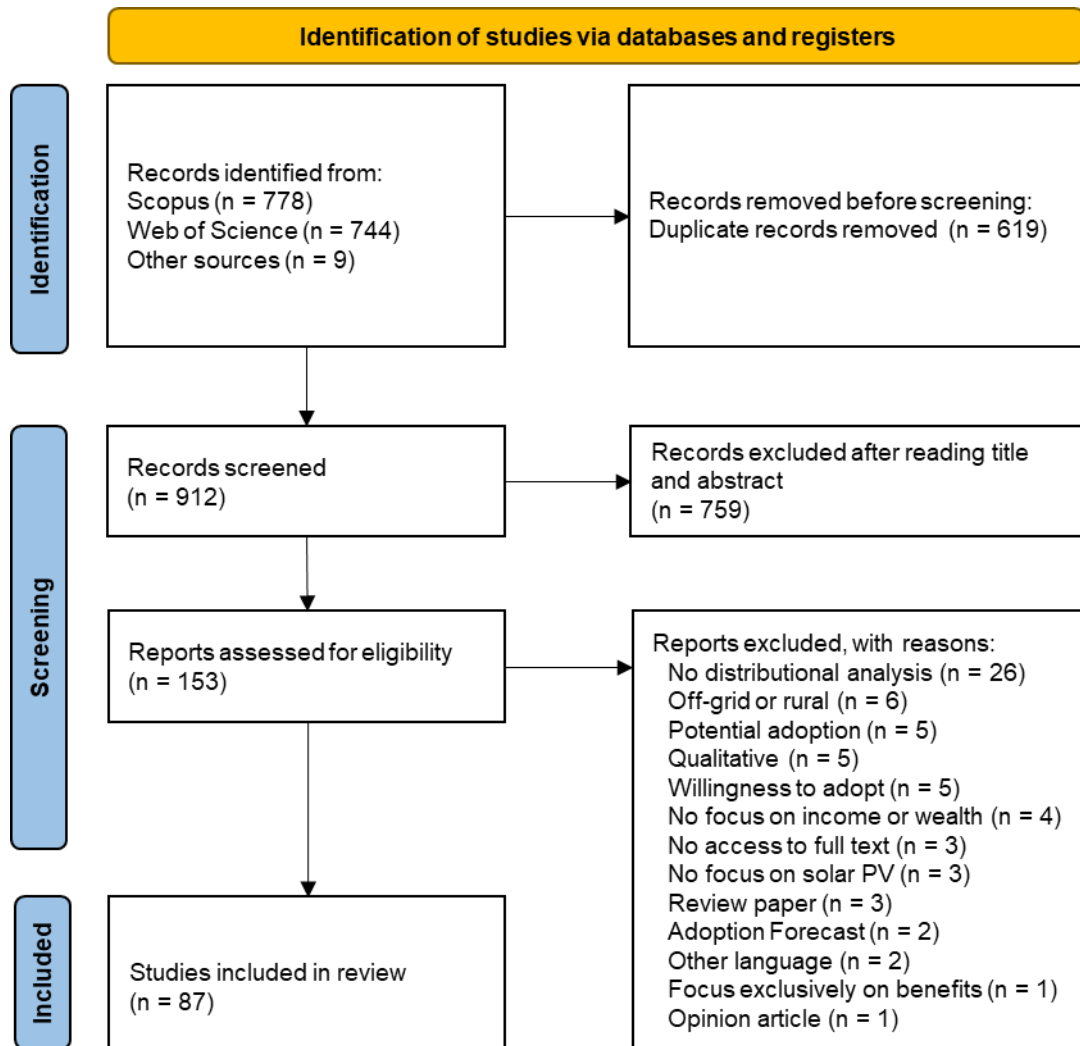 Identification of studies via databases and registers
Identification
Records identified from:
Scopus (n = 778)
Web of Science (n = 744)
Other sources (n = 9)
Records removed before screening:
Duplicate records removed (n = 619)
Screening
Records screened
(n = 912)
Records excluded after reading title
and abstract
(n = 759)
Reports assessed for eligibility
(n = 153)
Reports excluded, with reasons:
No distributional analysis (n = 26)
Off-grid or rural (n = 6)
Potential adoption (n = 5)
Qualitative (n = 5)
Willingness to adopt (n = 5)
No focus on income or wealth (n = 4)
No access to full text (n = 3)
No focus on solar PV (n = 3)
Review paper (n = 3)
Adoption Forecast (n = 2)
Other language (n = 2)
Focus exclusively on benefits (n = 1)
Opinion article (n = 1)
Included
Studies included in review
(n = 87)